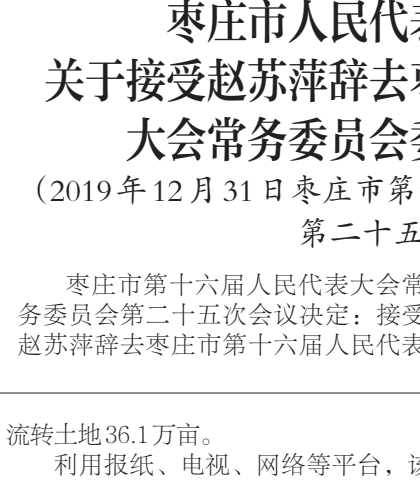 枣庄市人民代
关于接受赵苏萍辞去
大会常务委员会
（2019年12月31日枣庄市第
第二十五
枣庄市第十六届人民代表大会常
务委员会第二十五次会议决定：接受
赵苏萍辞去枣庄市第十六届人民代表
流转土地36.1万亩。
利用报纸、电视、网络等平台，